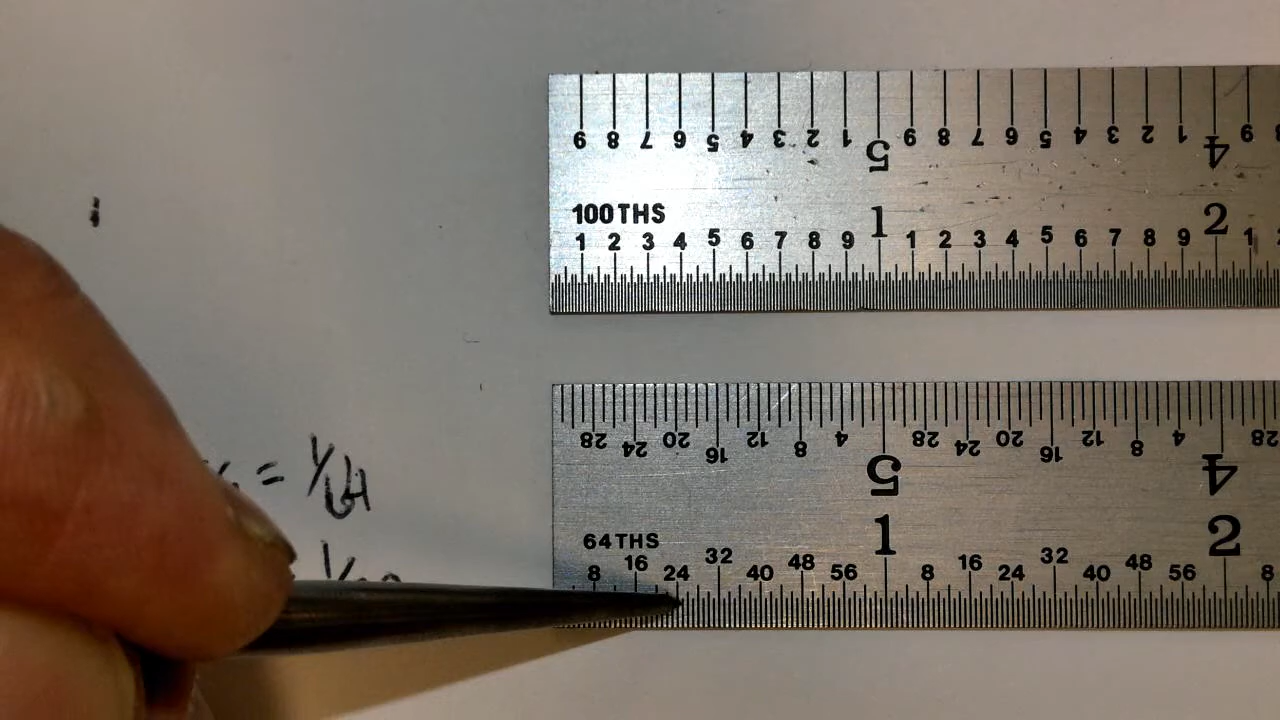 9 8 7 6 5 4 3 2 1 5 9 8 7 6 5 4 3 2 1 4 9
100 THS 1 2
1 2 3 4 5 6 7 8 9 1 2 3 4 5 6 7 8 9 1
28 24 20 16 12 8 4 28 24 20 16 12 8 4 28
5 4
64 THS 1 2
8 16 24 32 40 48 56 8 16 24 32 40 48 56 8
= 1/64